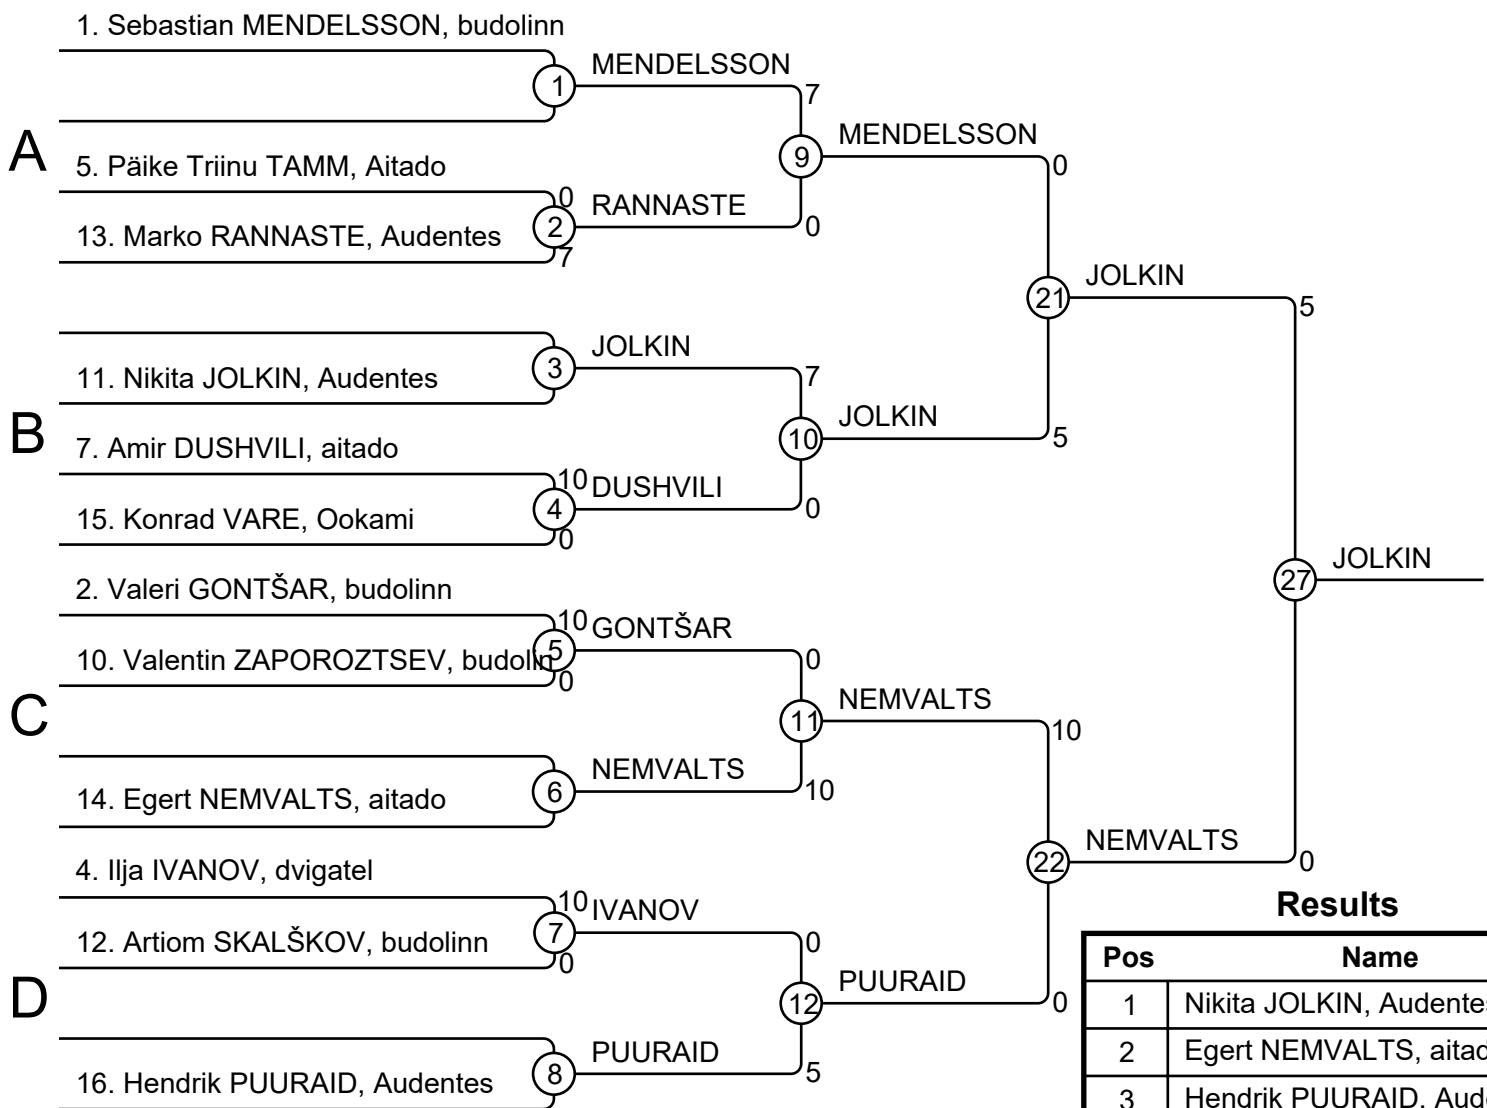 1. Sebastian MENDELSSON, budolinn
1
MENDELSSON
7
A
5. Päike Triinu TAMM, Aitado
0
2
RANNASTE
0
13. Marko RANNASTE, Audentes
7
9
MENDELSSON
0
11. Nikita JOLKIN, Audentes
3
JOLKIN
7
B
7. Amir DUSHVILI, aitado
10
4
DUSHVILI
0
15. Konrad VARE, Ookami
0
10
JOLKIN
5
21
JOLKIN
5
2. Valeri GONTŠAR, budolinn
10
5
GONTŠAR
0
10. Valentin ZAPOROZTSEV, budolin
0
C
14. Egert NEMVALTS, aitado
6
NEMVALTS
10
11
NEMVALTS
10
4. Ilja IVANOV, dvigatel
10
7
IVANOV
0
12. Artiom SKALŠKOV, budolinn
0
D
16. Hendrik PUURAID, Audentes
8
PUURAID
5
12
PUURAID
0
22
NEMVALTS
0
27
JOLKIN
Results
Pos Name
1 Nikita JOLKIN, Audentes
2 Egert NEMVALTS,
3 Hendrik PUURAID,